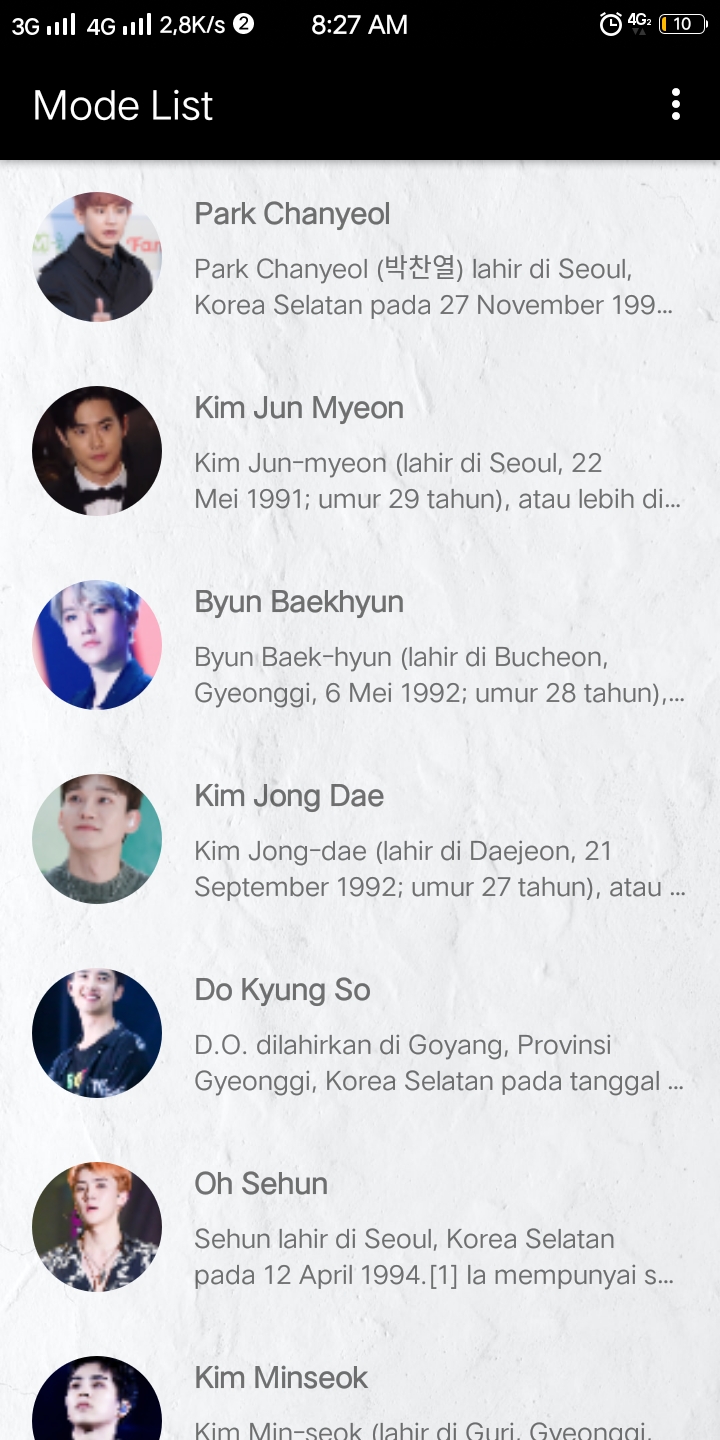 3G 4G 2,8K/s 2 8:27 AM 4G2 10
Mode List
Park Chanyeol
Park Chanyeol (박찬열) lahir di Seoul,
Korea Selatan pada 27 November 199...
Kim Jun Myeon
Kim Jun-myeon (lahir di Seoul, 22
Mei 1991; umur 29 tahun), atau lebih di...
Byun Baekhyun
Byun Baek-hyun (lahir di Bucheon,
Gyeonggi, 6 Mei 1992; umur 28 tahun),...
Kim Jong Dae
Kim Jong-dae (lahir di Daejeon, 21
September 1992; umur 27 tahun), atau ...
Do Kyung So
D.O. dilahirkan di Goyang, Provinsi
Gyeonggi, Korea Selatan pada tanggal ...
Oh Sehun
Sehun lahir di Seoul, Korea Selatan
pada 12 April 1994.[1] Ia mempunyai s...
Kim Minseok
Kim Min-seok (lahir di Guri, Gyeonggi,